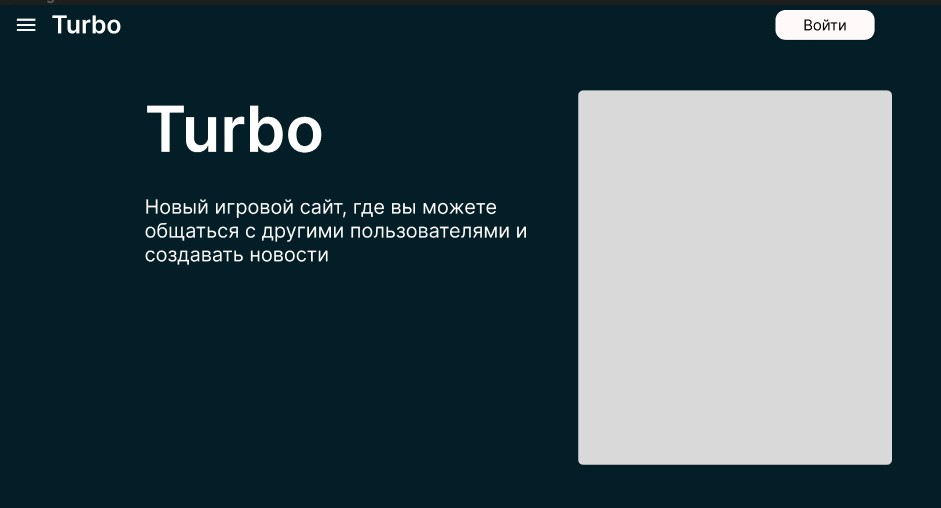 Turbo
Войти
Turbo
Новый игровой сайт, где вы можете
общаться с другими пользователями и
создавать новости